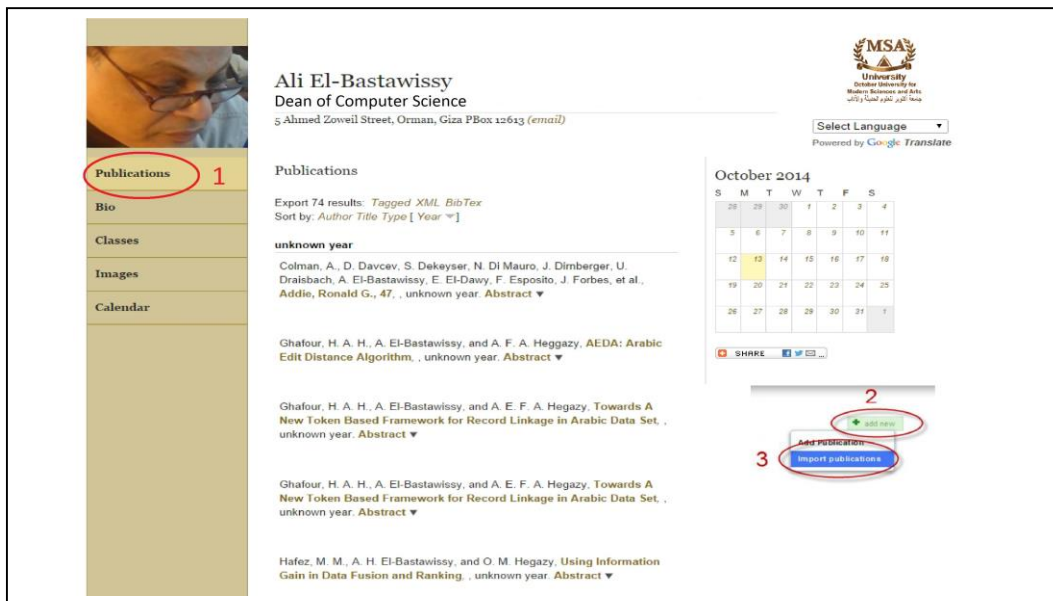 MSA
University
October University for
Modern Sciences and Arts
جامعة أكتوبر للعلوم الحديثة والآداب
Ali El-Bastawissy
Dean of Computer Science
5 Ahmed Zoweil Street, Orman, Giza PBox 12613 (email)
Select Language ▼
Powered by Google Translate
Publications 1
Bio
Classes
Images
Calendar
Publications
Export 74 results: Tagged XML BibTex
Sort by: Author Title Type [ Year ▼]
unknown year
Colman, A., D. Davcev, S. Dekeyser, N. Di Mauro, J. Dirnberger, U.
Draisbach, A. El-Bastawissy, E. El-Dawy, F. Esposito, J. Forbes, et al.,
Addie, Ronald G., 47, , unknown year. Abstract ▼
Ghafour, H. A. H., A. El-Bastawissy, and A. F. A. Heggazy, AEDA: Arabic
Edit Distance Algorithm, , unknown year. Abstract ▼
Ghafour, H. A. H., A. El-Bastawissy, and A. E. F. A. Hegazy, Towards A
New Token Based Framework for Record Linkage in Arabic Data Set, ,
unknown year. Abstract ▼
Ghafour, H. A. H., A. El-Bastawissy, and A. E. F. A. Hegazy, Towards A
New Token Based Framework for Record Linkage in Arabic Data Set, ,
unknown year. Abstract ▼
Hafez, M. M., A. H. El-Bastawissy, and O. M. Hegazy, Using Information
Gain in Data Fusion and Ranking, , unknown year. Abstract ▼
October 2014
S M T W T F S
28 29 30 1 2 3 4
5 6 7 8 9 10 11
12 13 14 15 16 17 18
19 20 21 22 23 24 25
26 27 28 29 30 31 1
SHARE ...
2
add new
Add Publication
3 Import publications